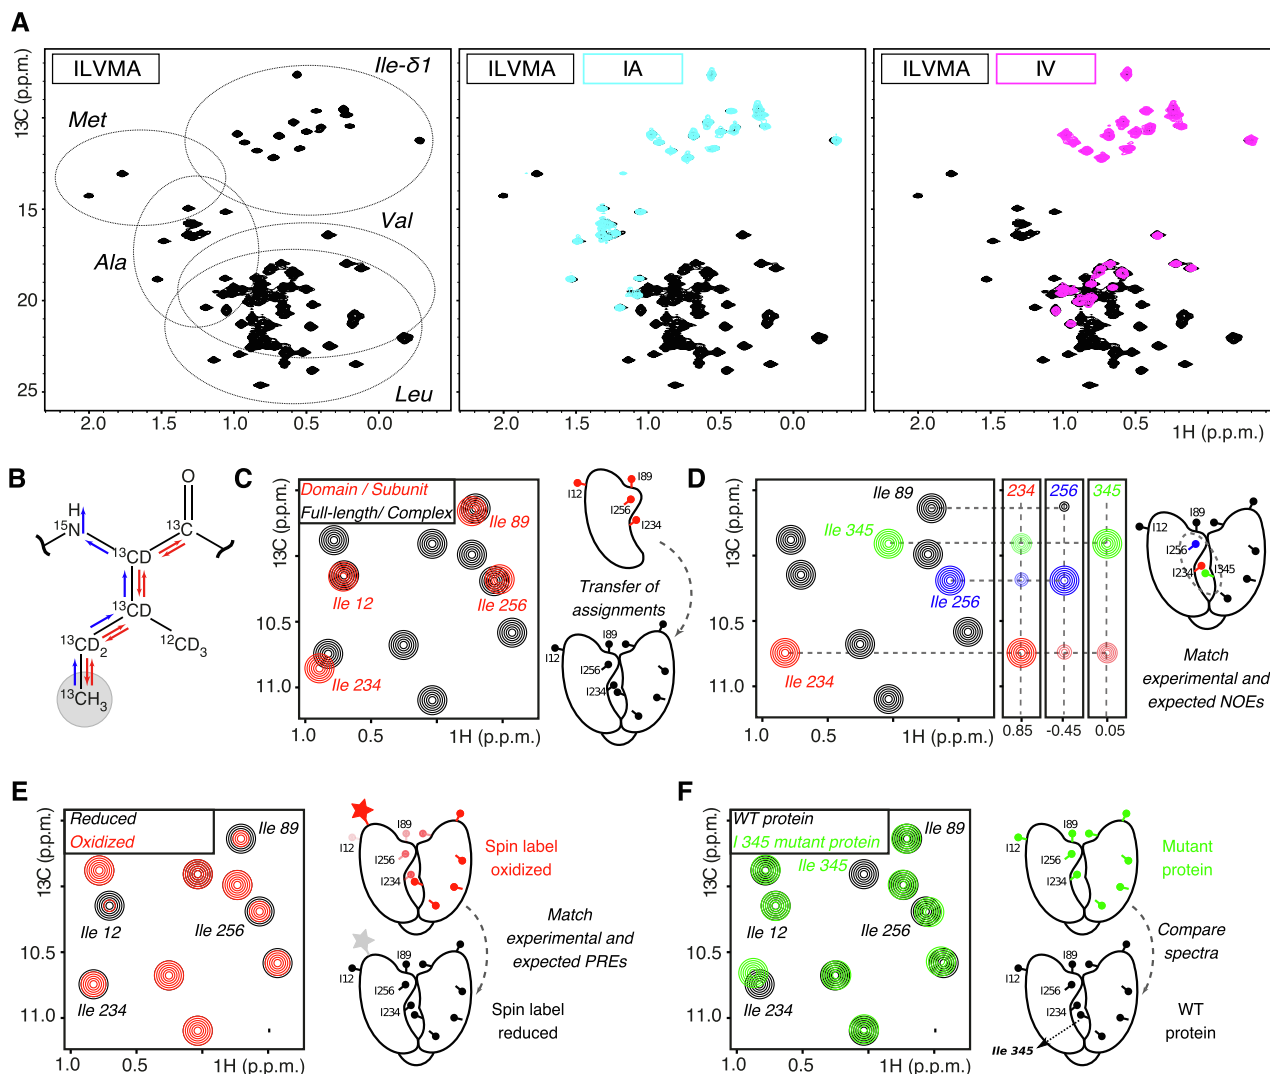 A
ILVMA
Ile-δ1
Met
Val
Ala
Leu
13C (p.p.m.)
15
20
25
2.0
1.0
0.5
0.0
ILVMA
IA
2.0
1.0
0.5
0.0
ILVMA
IV
2.0
1.0
0.5
1H (p.p.m.)
B
H
15N
O
13C
13CD
13CD
13CD2
12CD3
13CH3
C
Domain / Subunit
Full-length/ Complex
Ile 89
Ile 12
Ile 256
Ile 234
13C (p.p.m.)
10.5
11.0
1.0
0.5
1H (p.p.m.)
I12
I89
I256
I234
Transfer of
assignments
I12
I89
I256
I234
D
Ile 89
Ile 345
Ile 256
Ile 234
13C (p.p.m.)
10.5
11.0
1.0
0.5
1H (p.p.m.)
234
256
345
0.85
-0.45
0.05
I12
I89
I256
I234
I345
Match
experimental and
expected NOEs
E
Reduced
Oxidized
Ile 89
Ile 12
Ile 256
Ile 234
13C (p.p.m.)
10.5
11.0
1.0
0.5
1H (p.p.m.)
I12
I89
I256
I234
Spin label
oxidized
Match
experimental and
expected PREs
I12
I89
I256
I234
Spin label
reduced
F
WT protein
I 345 mutant protein
Ile 345
Ile 89
Ile 12
Ile 256
Ile 234
13C (p.p.m.)
10.5
11.0
1.0
0.5
1H (p.p.m.)
I12
I89
I256
I234
Mutant
protein
Compare
spectra
I12
I89
I256
I234
Ile 345
WT
protein